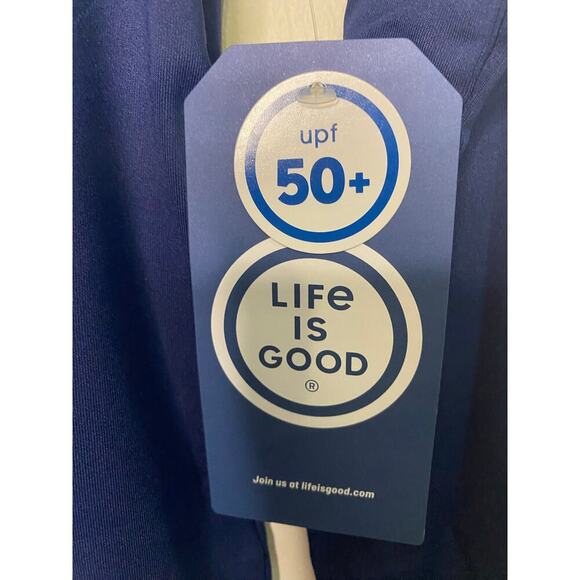 upf
50+
LIFe
IS
GOOD
®
Join us at lifeisgood.com